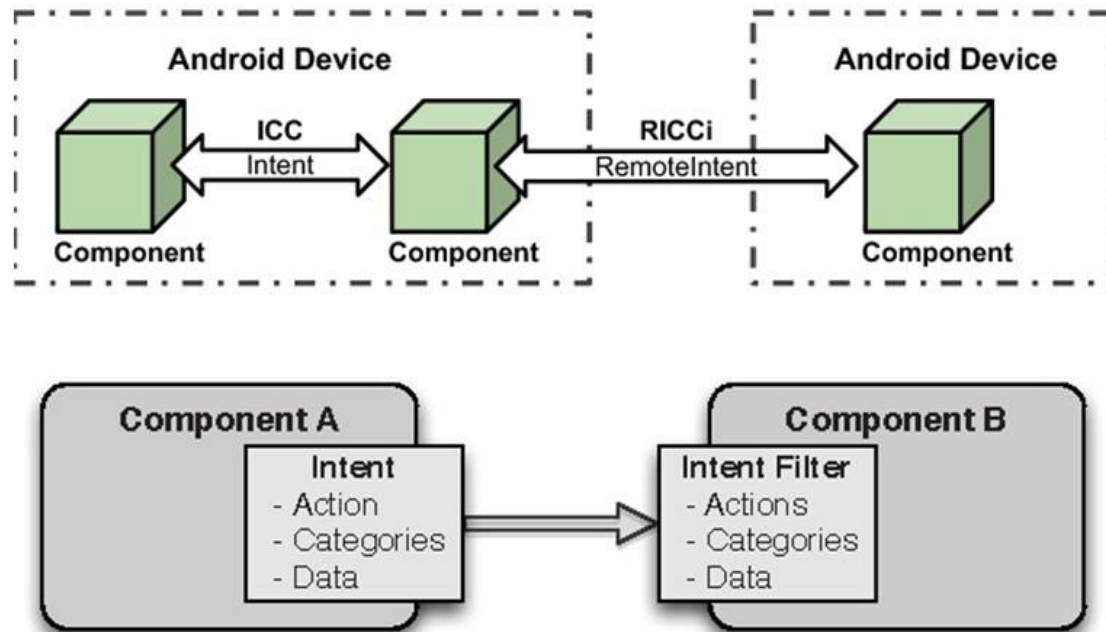 Android Device
Android Device
ICC
Intent
RICCi
RemoteIntent
Component
Component
Component
Component A
Intent
- Action
- Categories
- Data
Component B
Intent Filter
- Actions
- Categories
- Data